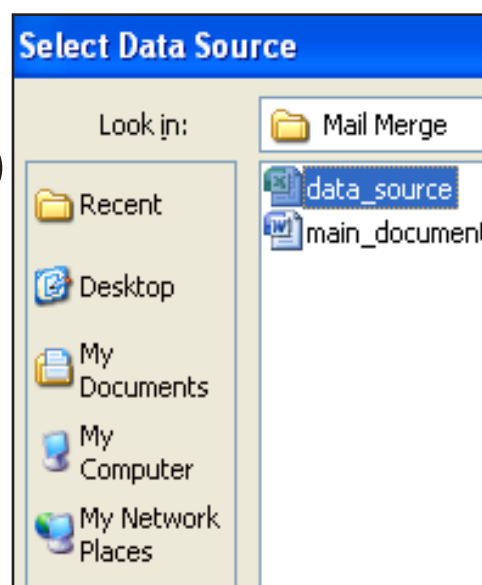 Select Data Source
Look in:
Mail Merge
Recent
Desktop
My
Documents
My
Computer
My Network
Places
data_source
main_document